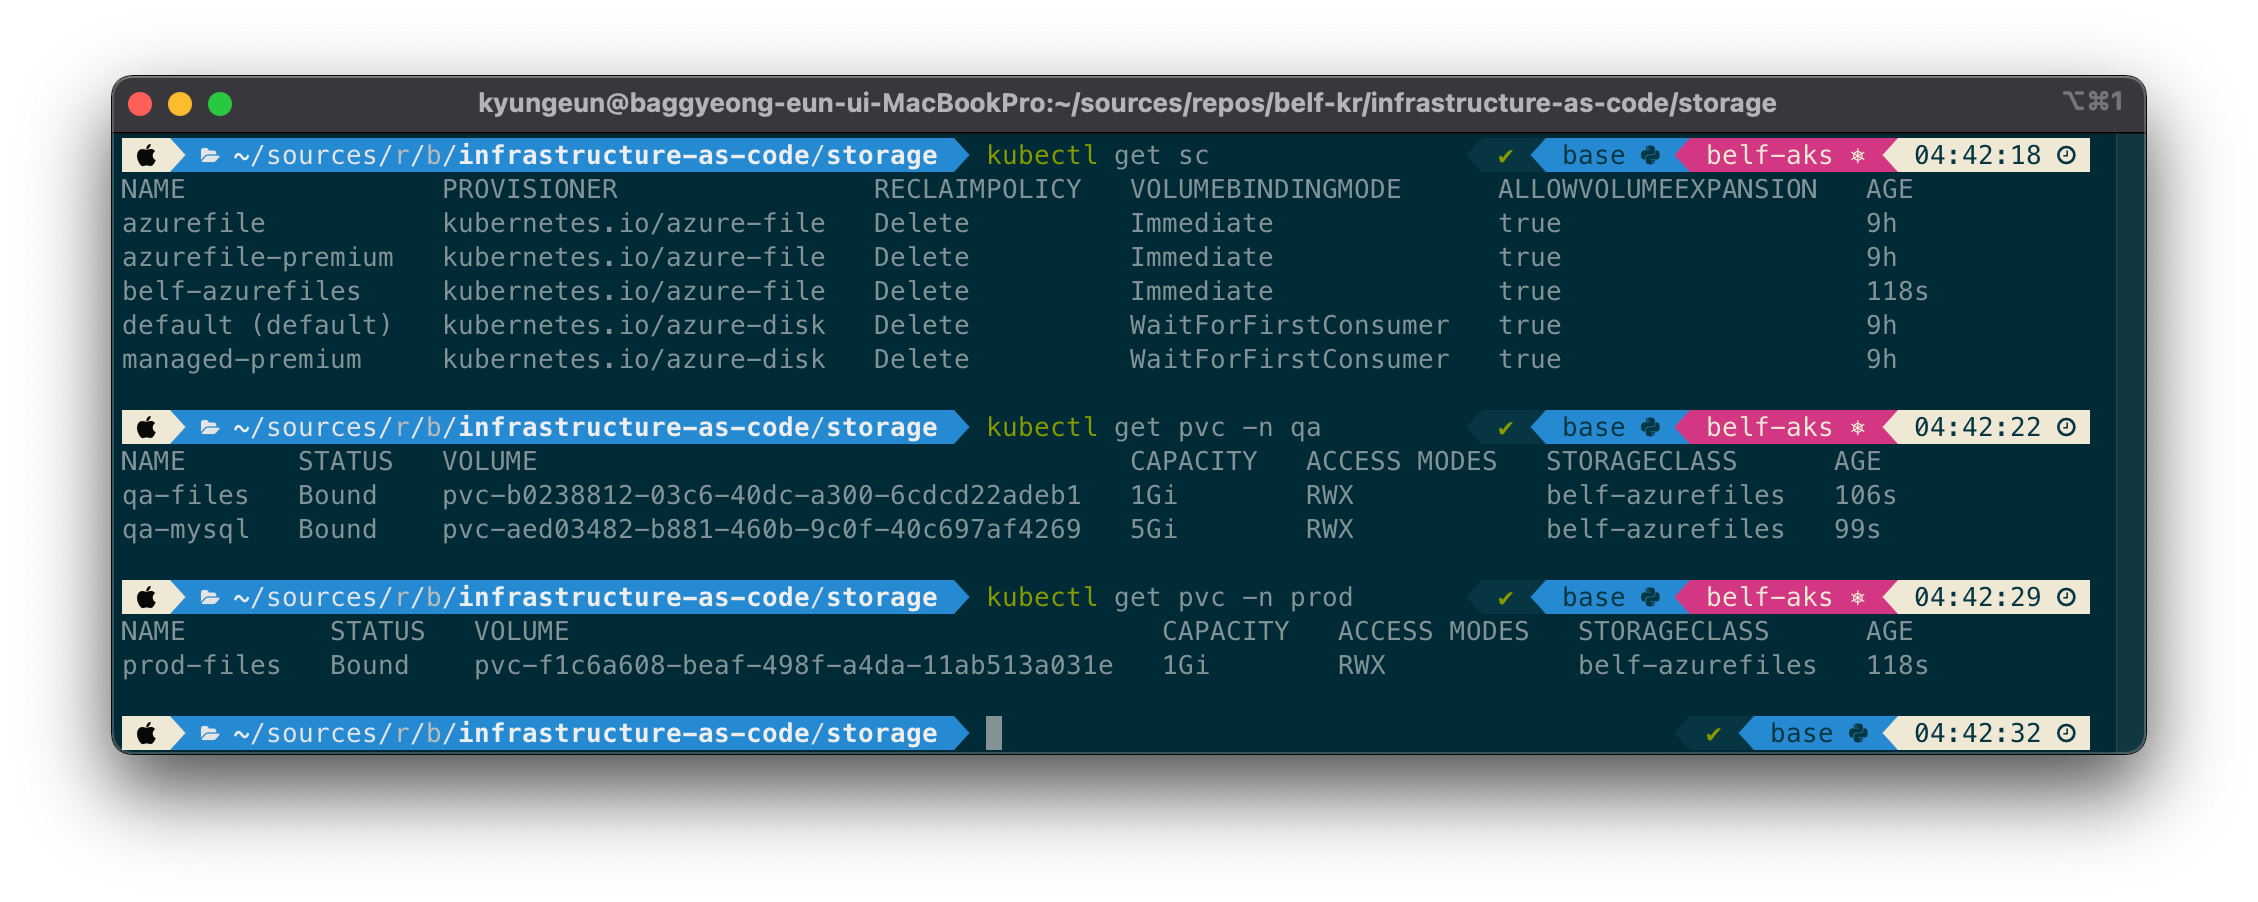 kyungeun@baggyeong-eun-ui-MacBookPro:~/sources/repos/belf-kr/infrastructure-as-code/storage ⌥⌘1
~/sources/r/b/infrastructure-as-code/storage kubectl get sc ✔ base belf-aks ⎈ 04:42:18
NAME PROVISIONER RECLAIMPOLICY VOLUMEBINDINGMODE ALLOWVOLUMEEXPANSION AGE
azurefile kubernetes.io/azure-file Delete Immediate true 9h
azurefile-premium kubernetes.io/azure-file Delete Immediate true 9h
belf-azurefiles kubernetes.io/azure-file Delete Immediate true 118s
default (default) kubernetes.io/azure-disk Delete WaitForFirstConsumer true 9h
managed-premium kubernetes.io/azure-disk Delete WaitForFirstConsumer true 9h
~/sources/r/b/infrastructure-as-code/storage kubectl get pvc -n qa ✔ base belf-aks ⎈ 04:42:22
NAME STATUS VOLUME CAPACITY ACCESS MODES STORAGECLASS AGE
qa-files Bound pvc-b0238812-03c6-40dc-a300-6cdcd22adeb1 1Gi RWX belf-azurefiles 106s
qa-mysql Bound pvc-aed03482-b881-460b-9c0f-40c697af4269 5Gi RWX belf-azurefiles 99s
~/sources/r/b/infrastructure-as-code/storage kubectl get pvc -n prod ✔ base belf-aks ⎈ 04:42:29
NAME STATUS VOLUME CAPACITY ACCESS MODES STORAGECLASS AGE
prod-files Bound pvc-f1c6a608-beaf-498f-a4da-11ab513a031e 1Gi RWX belf-azurefiles 118s
~/sources/r/b/infrastructure-as-code/storage ✔ base 04:42:32